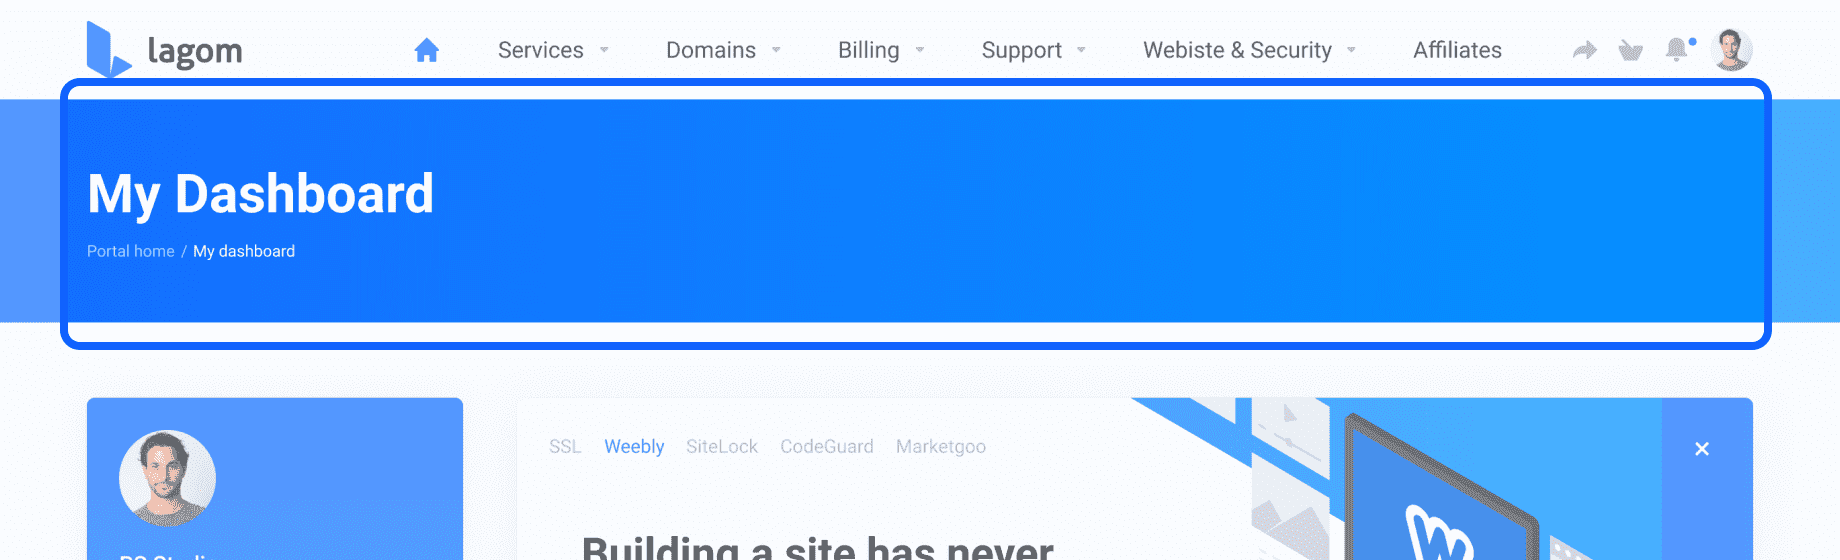 lagom
Services Domains Billing Support Webiste & Security Affiliates
My Dashboard
Portal home / My dashboard
SSL Weebly SiteLock CodeGuard Marketgoo
Building a site has never